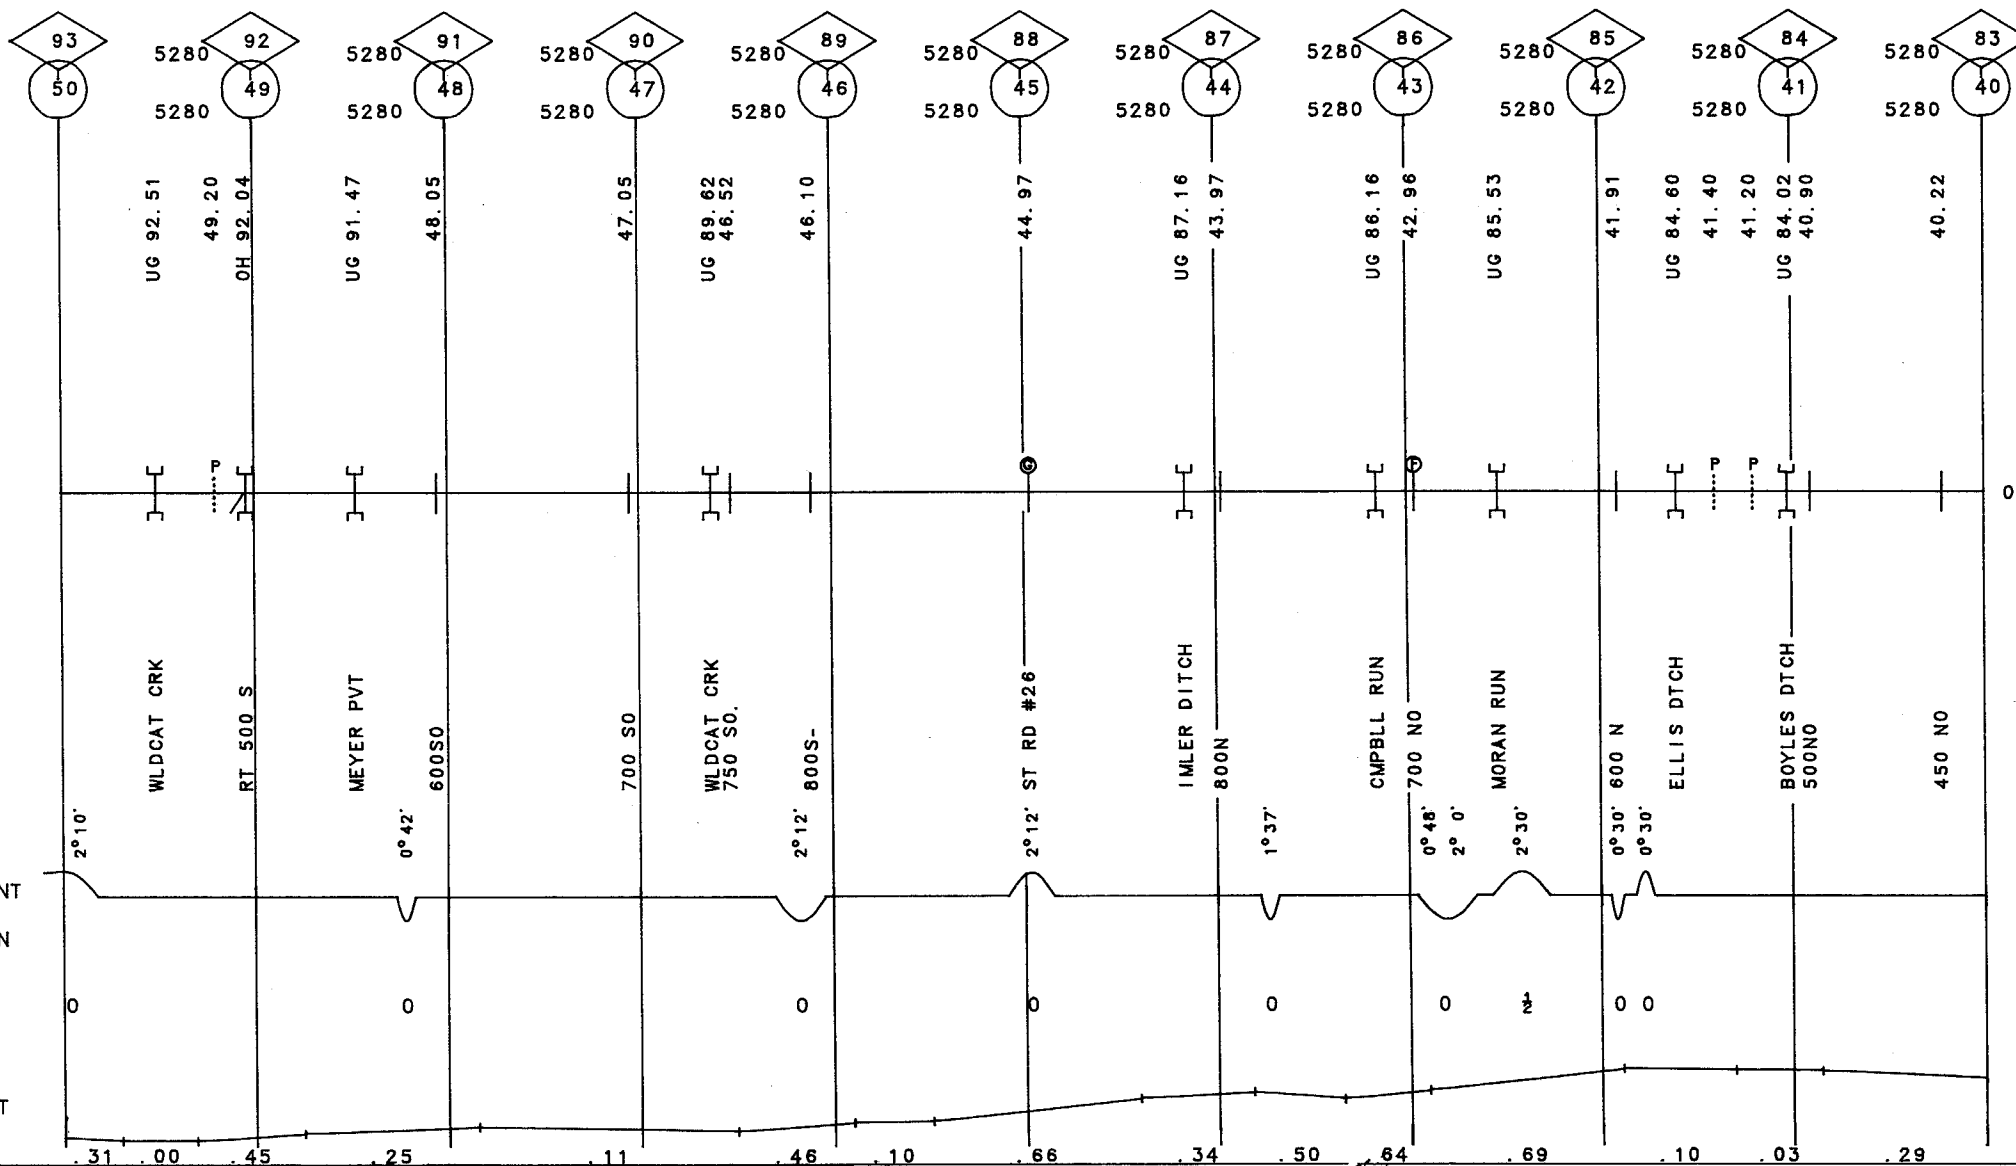 93 92 91 90 89 88 87 86 85 84 83
5280 5280 5280 5280 5280 5280 5280 5280 5280 5280
50 49 48 47 46 45 44 43 42 41 40
5280 5280 5280 5280 5280 5280 5280 5280 5280 5280
UG 92.51
49.20
OH 92.04
UG 91.47
48.05
47.05
UG 89.62
46.52
46.10
44.97
UG 87.16
43.97
UG 86.16
42.96
UG 85.53
41.91
UG 84.60
41.40
41.20
UG 84.02
40.90
40.22
P G F P P
0
WLDCAT CRK
RT 500 S
MEYER PVT
600SO
700 SO
WLDCAT CRK
750 SO.
800S-
ST RD #26
IMLER DITCH
800N
CMPBLL RUN
700 NO
MORAN RUN
600 N
ELLIS DTCH
BOYLES DTCH
500NO
450 NO
2°10' 0°42' 2°12' 2°12' 1°37' 0°48' 2° 0' 2°30' 0°30' 0°30'
NT
N
0 0 0 0 0 0 ½ 0 0
T
.31 .00 .45 .25 .11 .46 .10 .66 .34 .50 .64 .69 .10 .03 .29